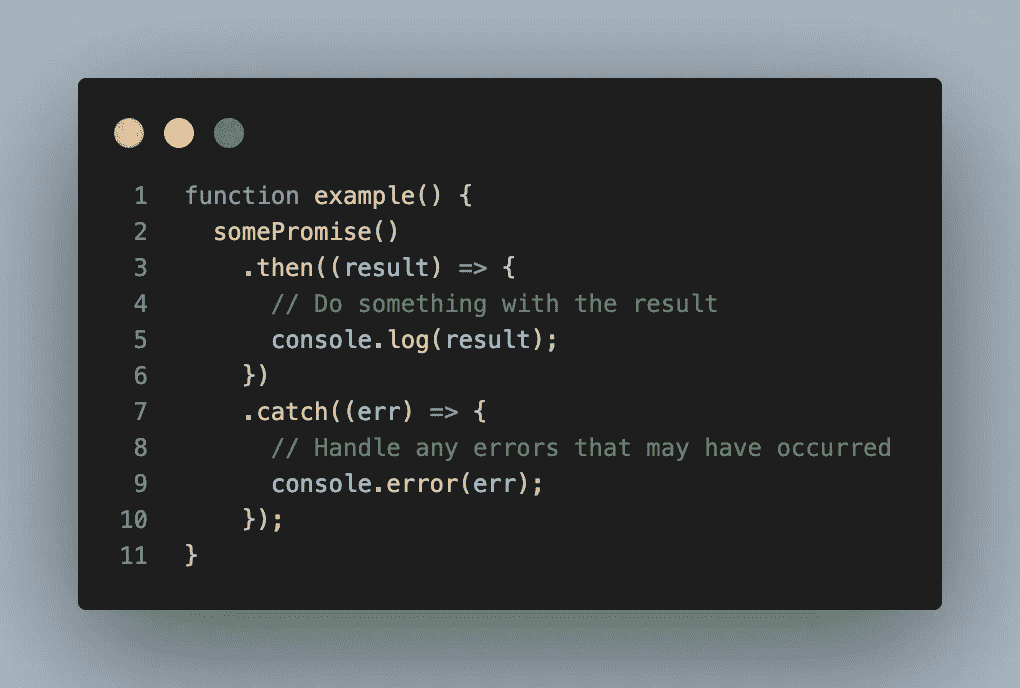 1 function example() {
2   somePromise()
3     .then((result) => {
4       // Do something with the result
5       console.log(result);
6     })
7     .catch((err) => {
8       // Handle any errors that may have occurred
9       console.error(err);
10     });
11 }